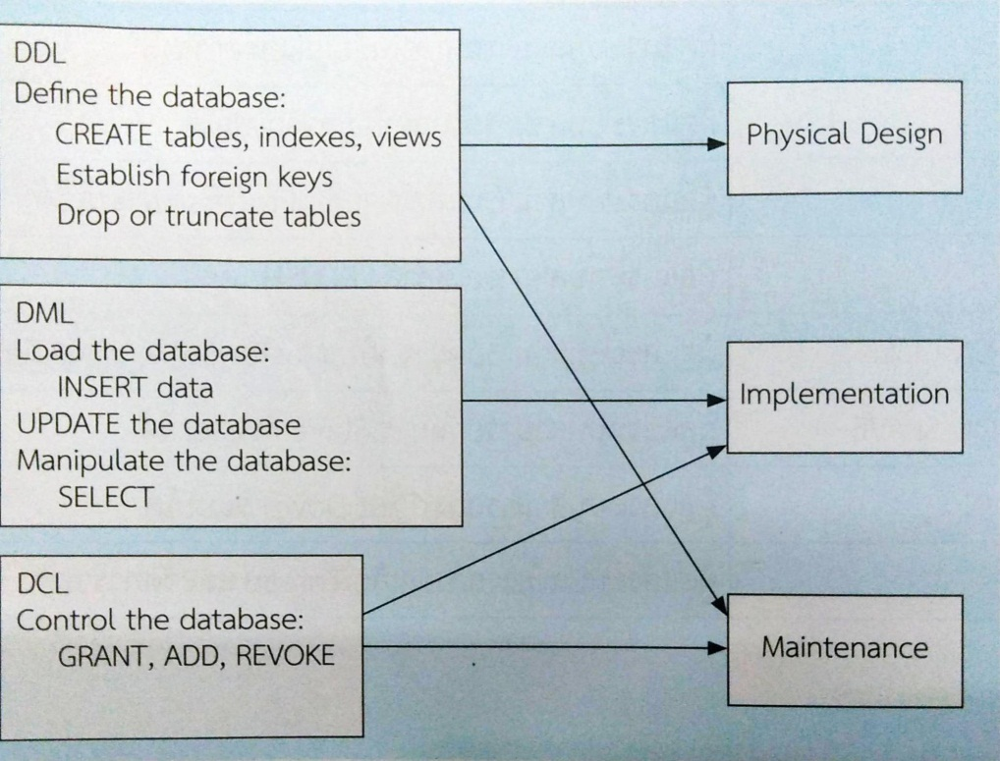 DDL
Define the database:
CREATE tables, indexes, views
Establish foreign keys
Drop or truncate tables
DML
Load the database:
INSERT data
UPDATE the database
Manipulate the database:
SELECT
DCL
Control the database:
GRANT, ADD, REVOKE
Physical Design
Implementation
Maintenance